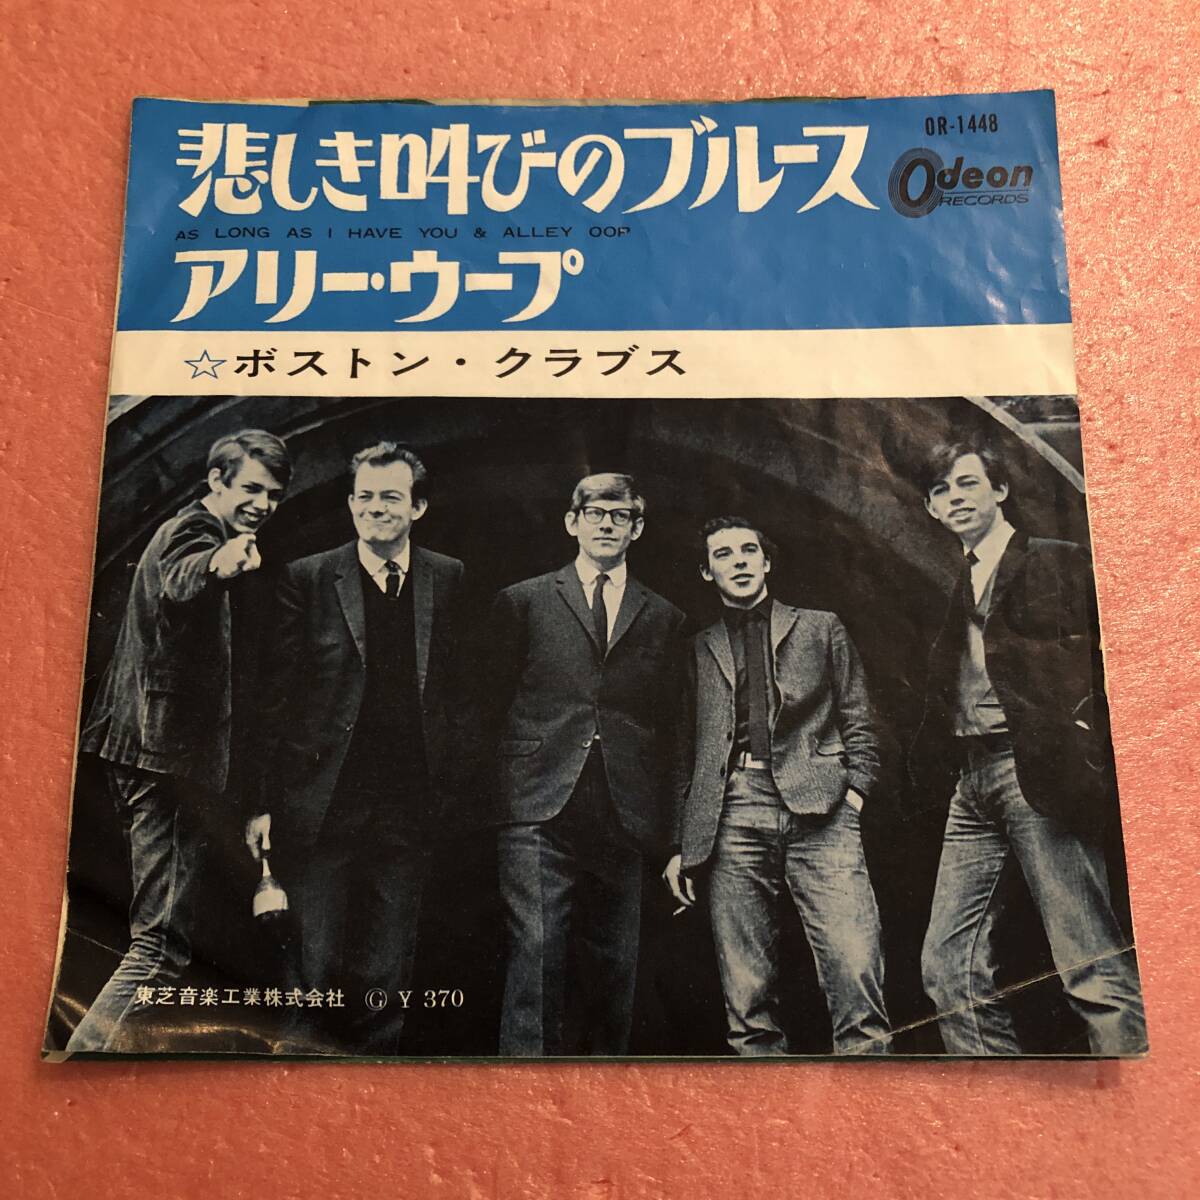 悲しき叫びのブルース
OR-1448
Odeon
RECORDS
AS LONG AS I HAVE YOU & ALLEY OOP
アリー・ウープ
☆ボストン・クラブス
東芝音楽工業株式会社 Ⓖ ¥ 370